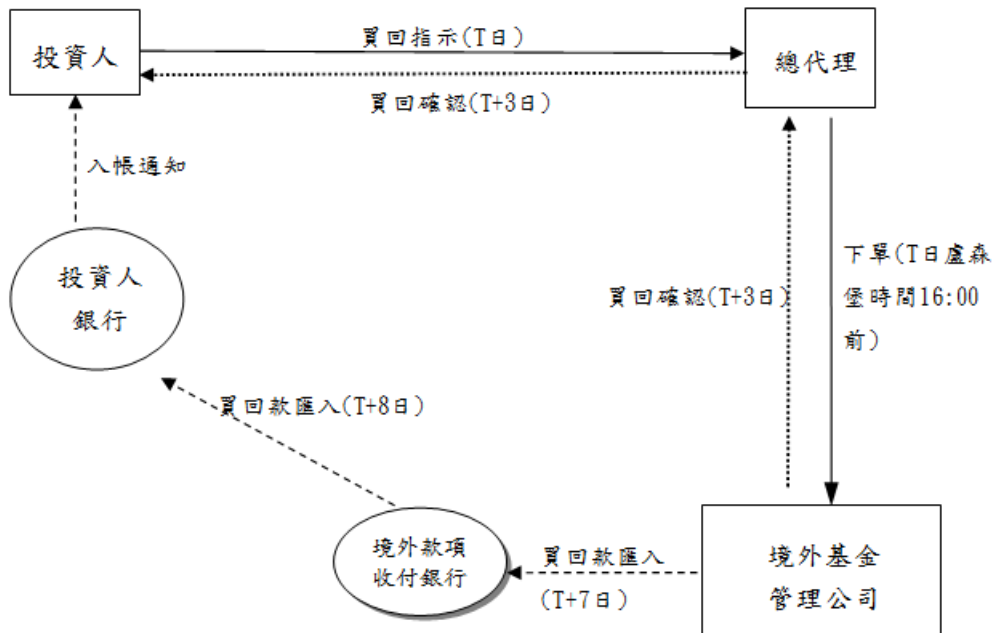 投資人
買回指示(T日)
總代理
買回確認(T+3日)
入帳通知
投資人
銀行
下單(T日盧森
堡時間16:00
前)
買回確認(T+3日)
買回款匯入(T+8日)
境外款項
收付銀行
買回款匯入
(T+7日)
境外基金
管理公司